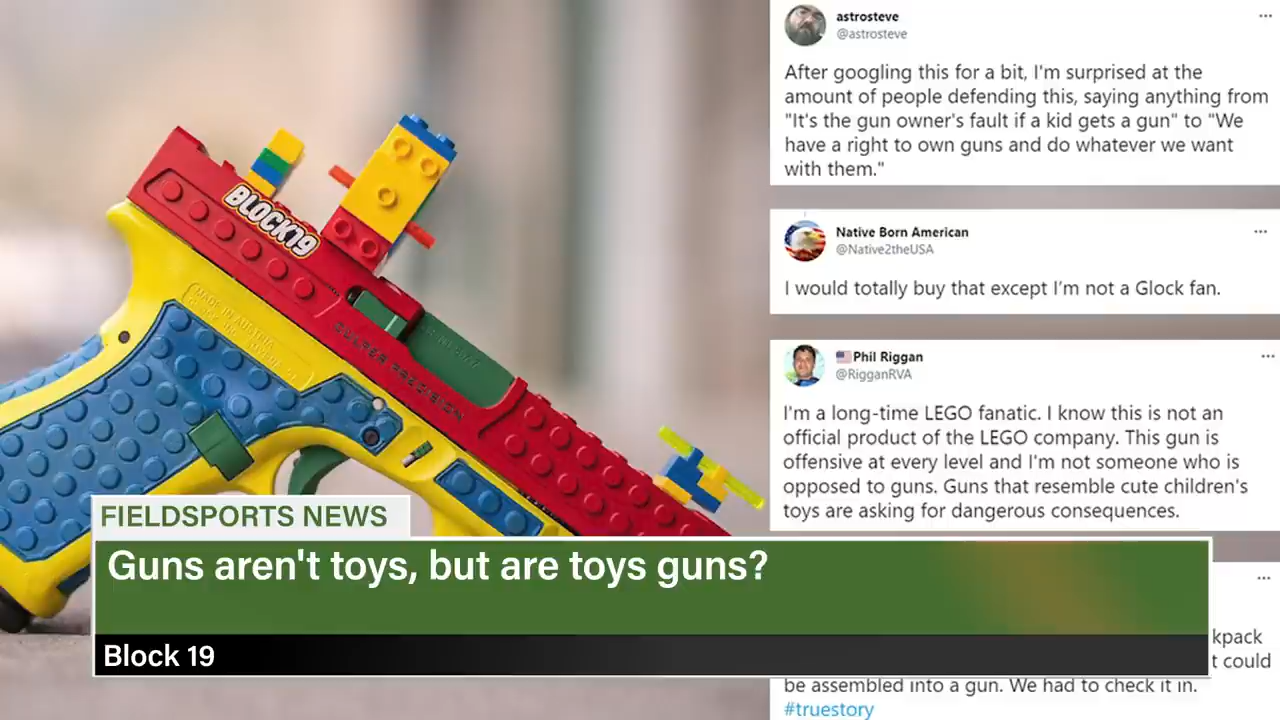 astrosteve
@astrosteve
After googling this for a bit, I'm surprised at the
amount of people defending this, saying anything from
"It's the gun owner's fault if a kid gets a gun" to "We
have a right to own guns and do whatever we want
with them."
Native Born American
@Native2theUSA
I would totally buy that except I'm not a Glock fan.
Phil Riggan
@RigganRVA
I'm a long-time LEGO fanatic. I know this is not an
official product of the LEGO company. This gun is
offensive at every level and I'm not someone who is
opposed to guns. Guns that resemble cute children's
toys are asking for dangerous consequences.
kpack
t could
be assembled into a gun. We had to check it in.
#truestory
BLOCK19
MADE IN AUSTRIA
CULPER PRECISION
FIELDSPORTS NEWS
Guns aren't toys, but are toys guns?
Block 19